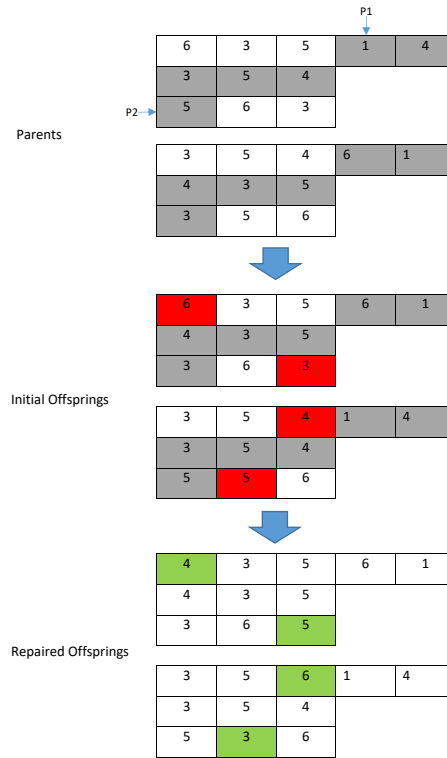 P1
6 3 5 1 4
3 5 4
P2 5 6 3
Parents
3 5 4 6 1
4 3 5
3 5 6
6 3 5 6 1
4 3 5
3 6 3
Initial Offsprings
3 5 4 1 4
3 5 4
5 5 6
4 3 5 6 1
4 3 5
3 6 5
Repaired Offsprings
3 5 6 1 4
3 5 4
5 3 6